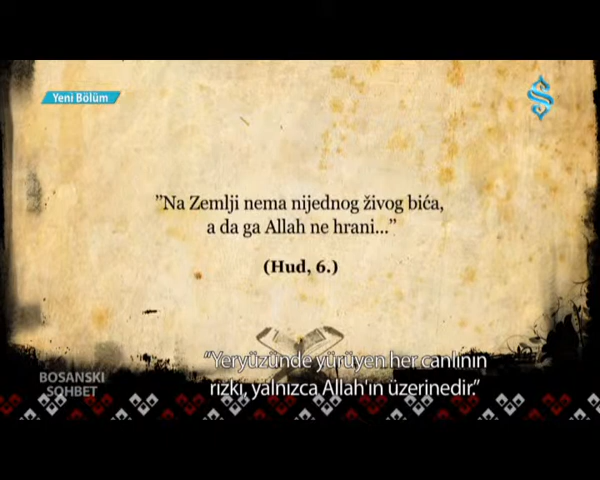 Yeni Bölüm
”Na Zemlji nema nijednog živog bića,
a da ga Allah ne hrani...”
(Hud, 6.)
“Yeryüzünde yürüyen her canlının
rızkı, yalnızca Allah'ın üzerinedir.”
BOSANSKI
SOHBET